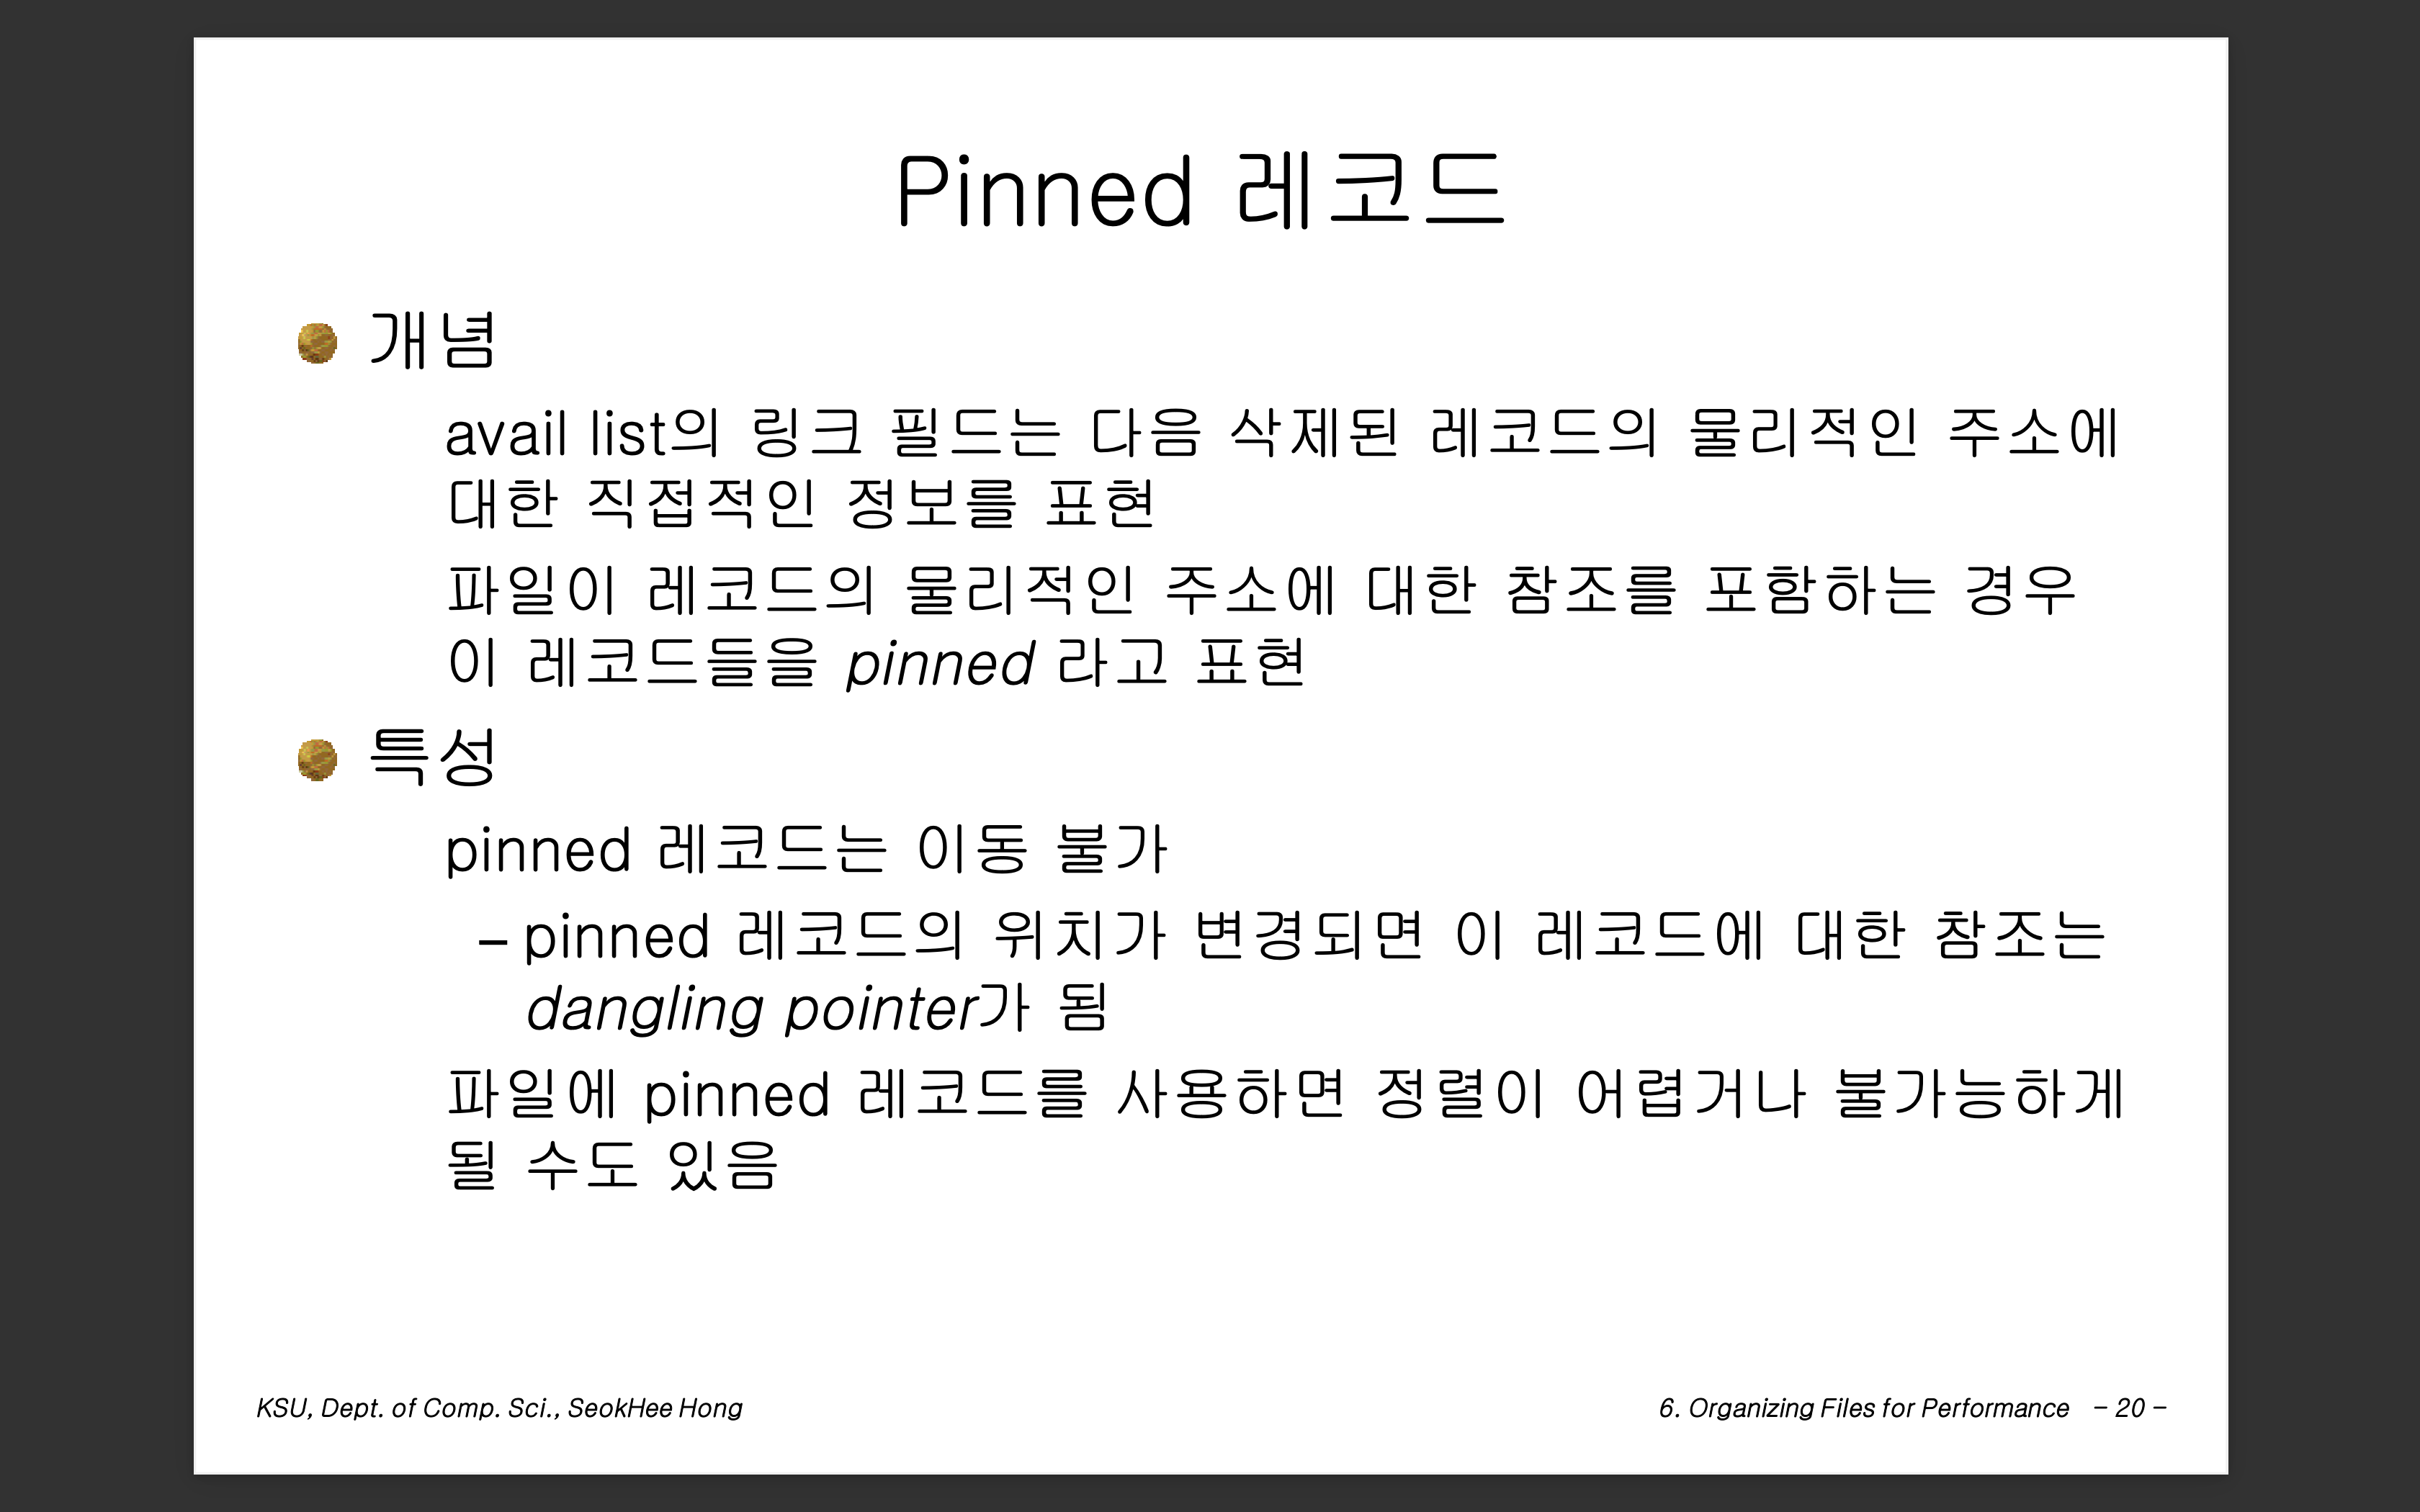 Pinned 레코드
개념
avail list의 링크 필드는 다음 삭제된 레코드의 물리적인 주소에
대한 직접적인 정보를 표현
파일이 레코드의 물리적인 주소에 대한 참조를 포함하는 경우
이 레코드들을 pinned 라고 표현
특성
pinned 레코드는 이동 불가
– pinned 레코드의 위치가 변경되면 이 레코드에 대한 참조는
dangling pointer가 됨
파일에 pinned 레코드를 사용하면 정렬이 어렵거나 불가능하게
될 수도 있음
KSU, Dept. of Comp. Sci., SeokHee Hong
6. Organizing Files for Performance – 20 –